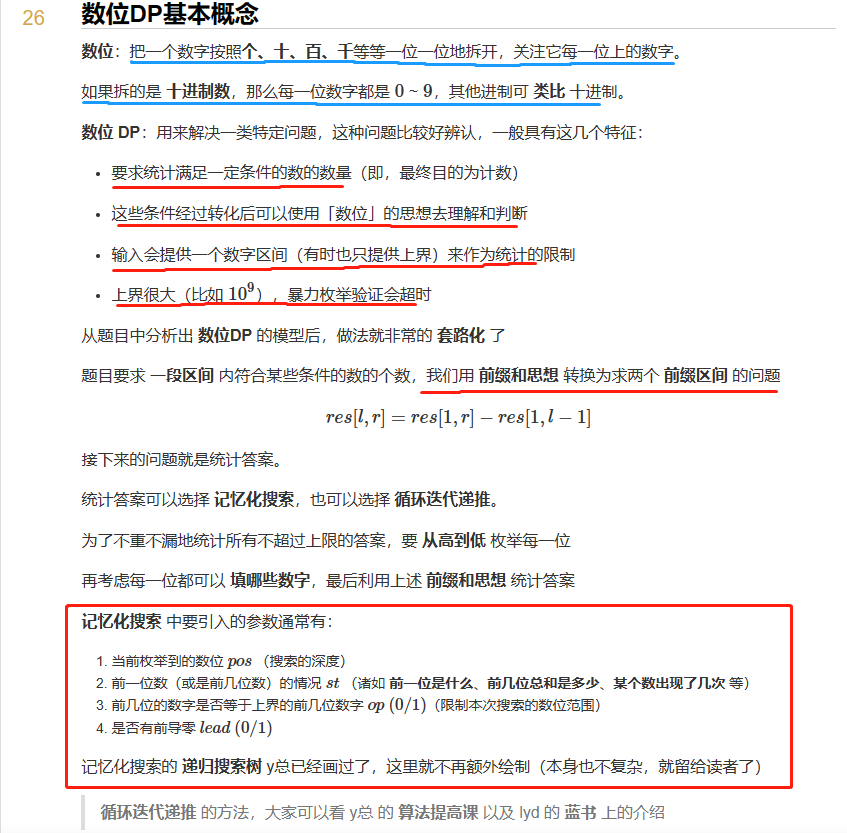 26
数位DP基本概念
数位：把一个数字按照个、十、百、千等等一位一位地拆开，关注它每一位上的数字。
如果拆的是 十进制数，那么每一位数字都是 0 ~ 9，其他进制可 类比 十进制。
数位 DP：用来解决一类特定问题，这种问题比较好辨认，一般具有这几个特征：
• 要求统计满足一定条件的数的数量（即，最终目的为计数）
• 这些条件经过转化后可以使用「数位」的思想去理解和判断
• 输入会提供一个数字区间（有时也只提供上界）来作为统计的限制
• 上界很大（比如 10^9），暴力枚举验证会超时
从题目中分析出 数位DP 的模型后，做法就非常的 套路化 了
题目要求 一段区间 内符合某些条件的数的个数，我们用 前缀和思想 转换为求两个 前缀区间 的问题
res[l, r] = res[1, r] − res[1, l − 1]
接下来的问题就是统计答案。
统计答案可以选择 记忆化搜索，也可以选择 循环迭代递推。
为了不重不漏地统计所有不超过上限的答案，要 从高到低 枚举每一位
再考虑每一位都可以 填哪些数字，最后利用上述 前缀和思想 统计答案
记忆化搜索 中要引入的参数通常有：
1. 当前枚举到的数位 pos （搜索的深度）
2. 前一位数（或是前几位数）的情况 st （诸如 前一位是什么、前几位总和是多少、某个数出现了几次 等）
3. 前几位的数字是否等于上界的前几位数字 op (0/1)（限制本次搜索的数位范围）
4. 是否有前导零 lead (0/1)
记忆化搜索的 递归搜索树 y总已经画过了，这里就不再额外绘制（本身也不复杂，就留给读者了）
循环迭代递推 的方法，大家可以看 y总 的 算法提高课 以及 lyd 的 蓝书 上的介绍